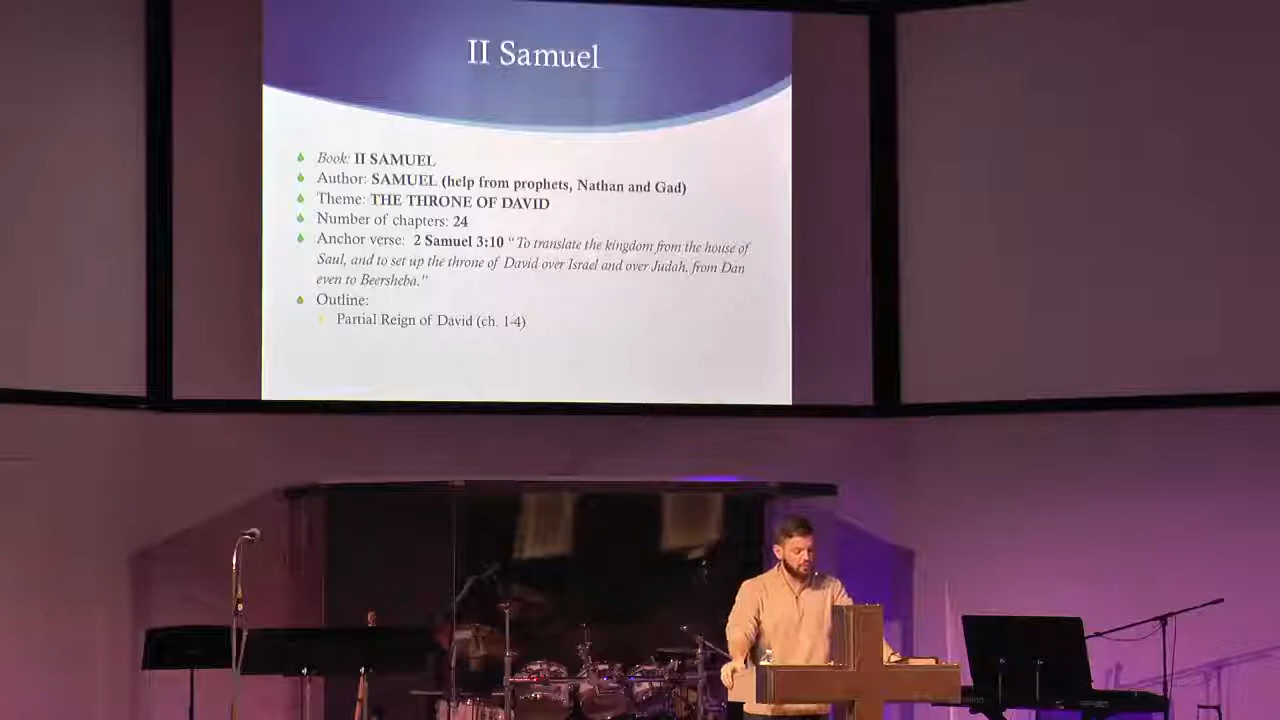 II Samuel
Book: II SAMUEL
Author: SAMUEL (help from prophets, Nathan and Gad)
Theme: THE THRONE OF DAVID
Number of chapters: 24
Anchor verse: 2 Samuel 3:10 “To translate the kingdom from the house of
Saul, and to set up the throne of David over Israel and over Judah, from Dan
even to Beersheba.”
Outline:
Partial Reign of David (ch. 1-4)